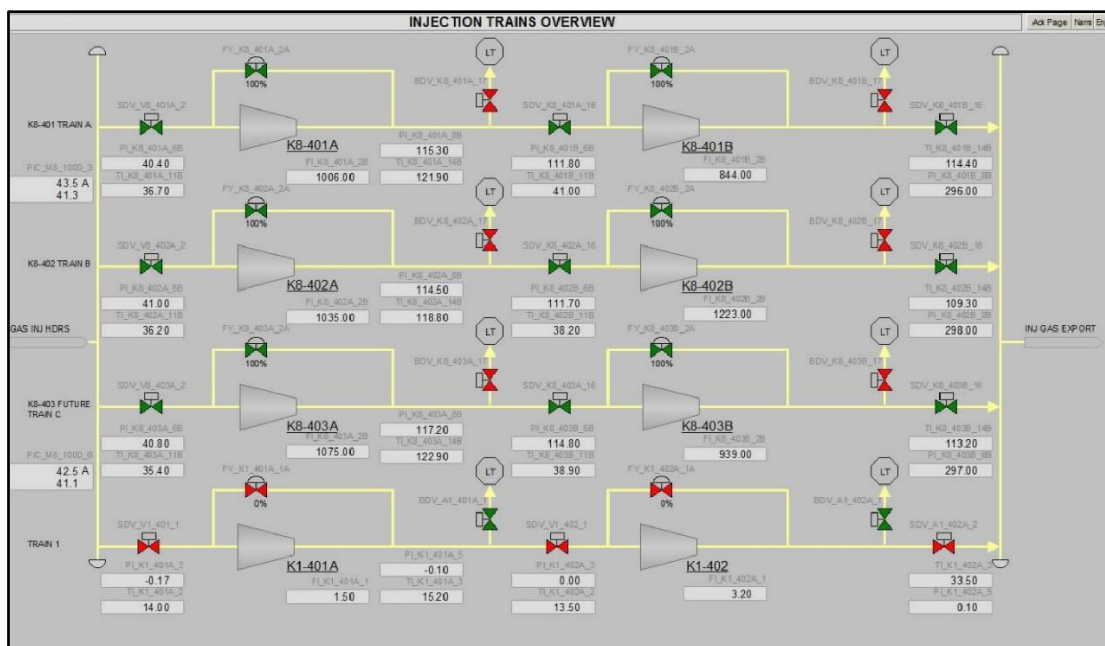 INJECTION TRAINS OVERVIEW
Ack Page
FY_K8_401A_2A
100%
LT
BDV_K8_401A_17
FY_K8_401B_2A
100%
LT
BDV_K8_401B_17
SDV_V8_401A_2
SDV_K8_401A_16
SDV_K8_401B_16
K8-401 TRAIN A
K8-401A
K8-401B
PI_K8_401A_6B
40.40
TI_K8_401A_11B
36.70
FI_K8_401A_2B
1006.00
PI_K8_401A_8B
115.30
TI_K8_401A_14B
121.90
PI_K8_401B_6B
111.80
TI_K8_401B_11B
41.00
FI_K8_401B_2B
844.00
TI_K8_401B_14B
114.40
PI_K8_401B_8B
296.00
PIC_M8_100D_3
43.5 A
41.3
FY_K8_402A_2A
100%
LT
BDV_K8_402A_17
FY_K8_402B_2A
100%
LT
BDV_K8_402B_17
SDV_V8_402A_2
SDV_K8_402A_16
SDV_K8_402B_16
K8-402 TRAIN B
K8-402A
K8-402B
PI_K8_402A_6B
41.00
TI_K8_402A_11B
36.20
FI_K8_402A_2B
1035.00
PI_K8_402A_8B
114.50
TI_K8_402A_14B
118.80
PI_K8_402B_6B
111.70
TI_K8_402B_11B
38.20
FI_K8_402B_2B
1223.00
TI_K8_402B_14B
109.30
PI_K8_402B_8B
298.00
GAS INJ HDRS
INJ GAS EXPORT
FY_K8_403A_2A
100%
LT
BDV_K8_403A_17
FY_K8_403B_2A
100%
LT
BDV_K8_403B_17
SDV_V8_403A_2
SDV_K8_403A_16
SDV_K8_403B_16
K8-403 FUTURE
TRAIN C
K8-403A
K8-403B
PI_K8_403A_6B
40.80
TI_K8_403A_11B
35.40
FI_K8_403A_2B
1075.00
PI_K8_403A_8B
117.20
TI_K8_403A_14B
122.90
PI_K8_403B_6B
114.80
TI_K8_403B_11B
38.90
FI_K8_403B_2B
939.00
TI_K8_403B_14B
113.20
PI_K8_403B_8B
297.00
PIC_M8_100D_6
42.5 A
41.1
FY_K1_401A_1A
0%
LT
BDV_A1_401A_1
FY_K1_402A_1A
0%
LT
BDV_A1_402A_1
SDV_V1_401_1
SDV_V1_402_1
SDV_A1_402A_2
TRAIN 1
K1-401A
K1-402
PI_K1_401A_3
-0.17
TI_K1_401A_2
14.00
FI_K1_401A_1
1.50
PI_K1_401A_5
-0.10
TI_K1_401A_3
15.20
PI_K1_402A_3
0.00
TI_K1_402A_2
13.50
FI_K1_402A_1
3.20
TI_K1_402A_3
33.50
PI_K1_402A_5
0.10